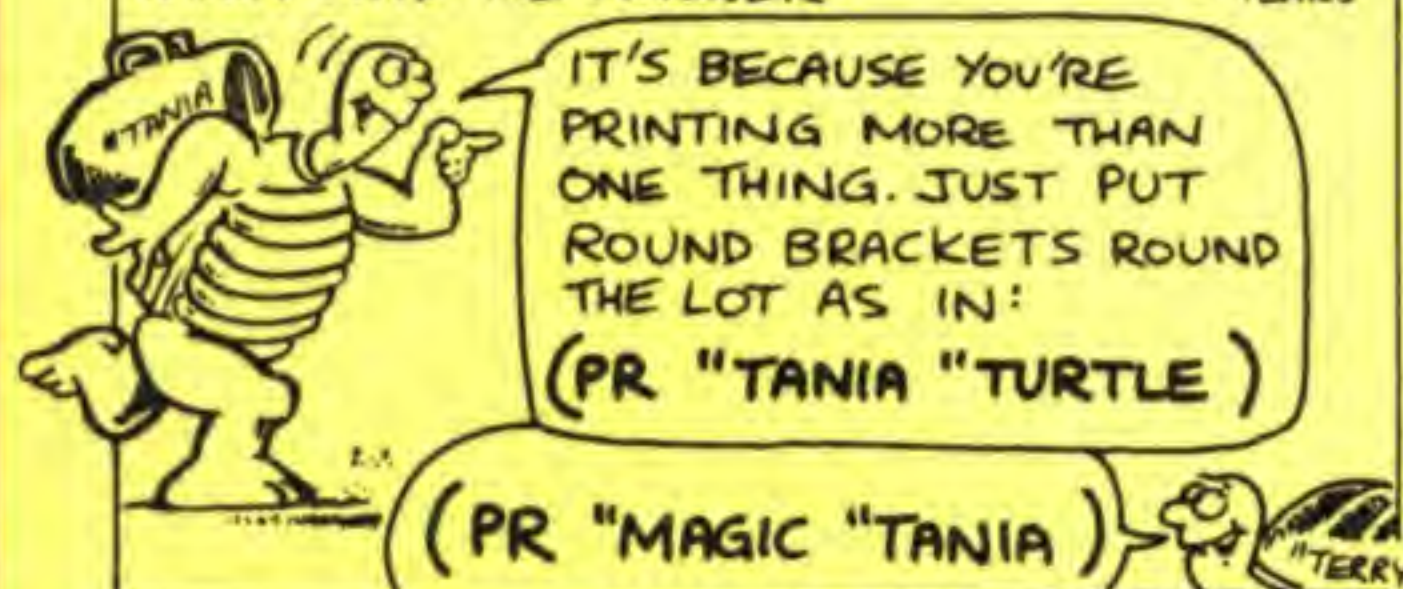 "TANIA
IT'S BECAUSE YOU'RE
PRINTING MORE THAN
ONE THING. JUST PUT
ROUND BRACKETS ROUND
THE LOT AS IN:
(PR "TANIA "TURTLE )
(PR "MAGIC "TANIA )
"TERRY